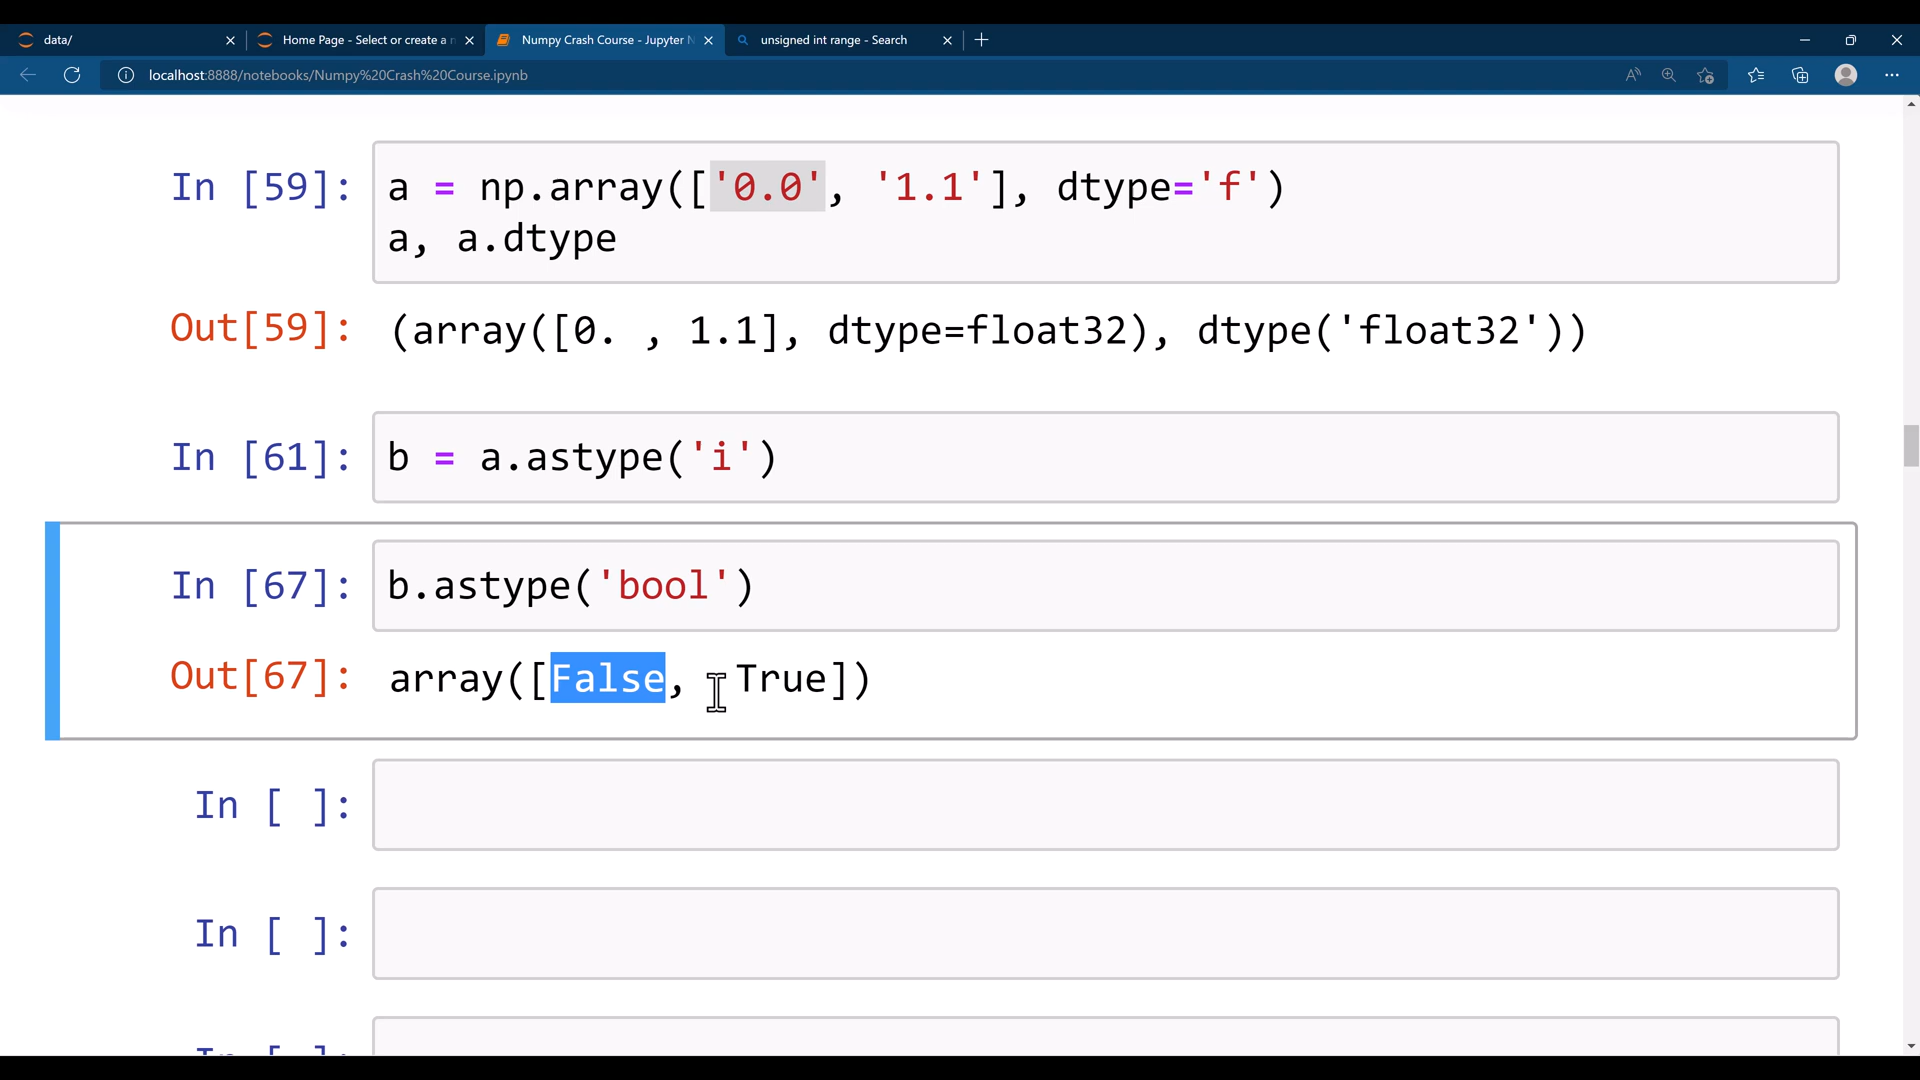 data/
Home Page - Select or create a n
Numpy Crash Course - Jupyter N
unsigned int range - Search
localhost:8888/notebooks/Numpy%20Crash%20Course.ipynb
In [59]: a = np.array(['0.0', '1.1'], dtype='f')
a, a.dtype
Out[59]: (array([0. , 1.1], dtype=float32), dtype('float32'))
In [61]: b = a.astype('i')
In [67]: b.astype('bool')
Out[67]: array([False,  True])
In [ ]:
In [ ]: